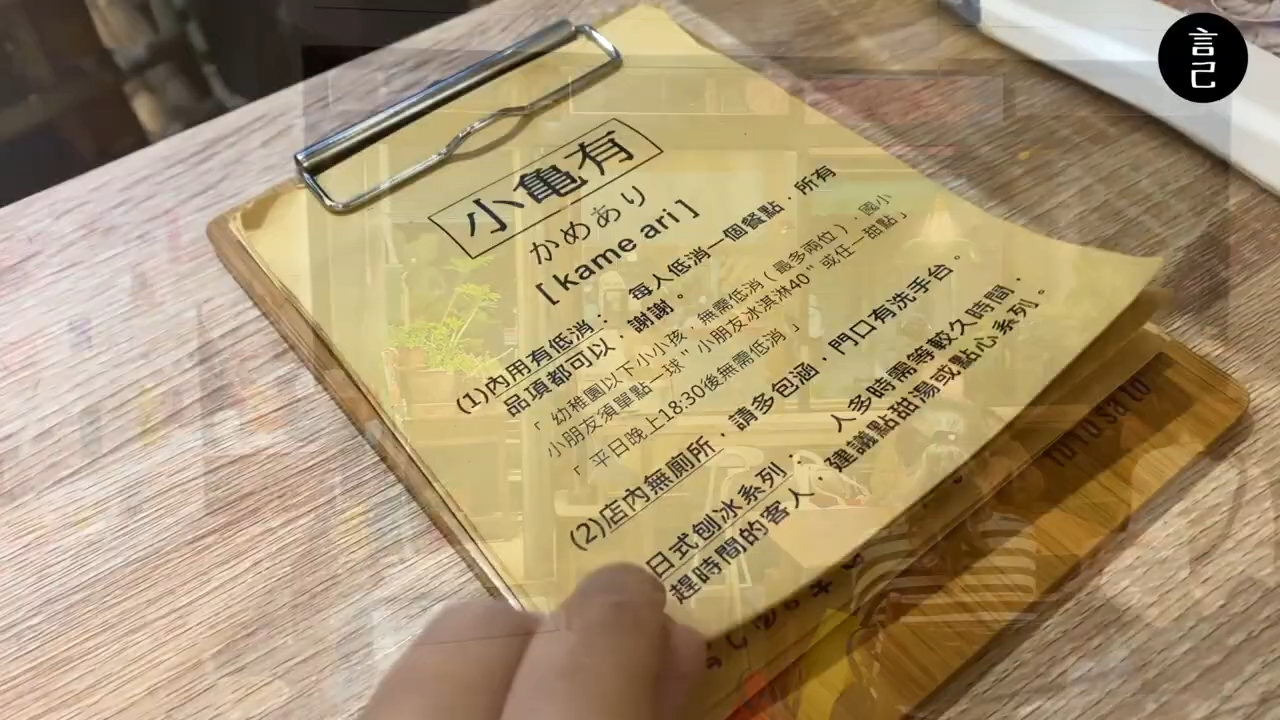 言己
小亀有
かめあり
[ kame ari ]
(1)內用有低消： 每人低消一個餐點，所有
品項都可以，謝謝。
「 幼稚園以下小小孩，無需低消（最多兩位），國小
小朋友須單點一球"小朋友冰淇淋40"或任一甜點」
「 平日晚上18:30後無需低消 」
(2)店內無廁所，請多包涵，門口有洗手台。
日式刨冰系列： 人多時需等較久時間，
趕時間的客人，建議點甜湯或點心系列。